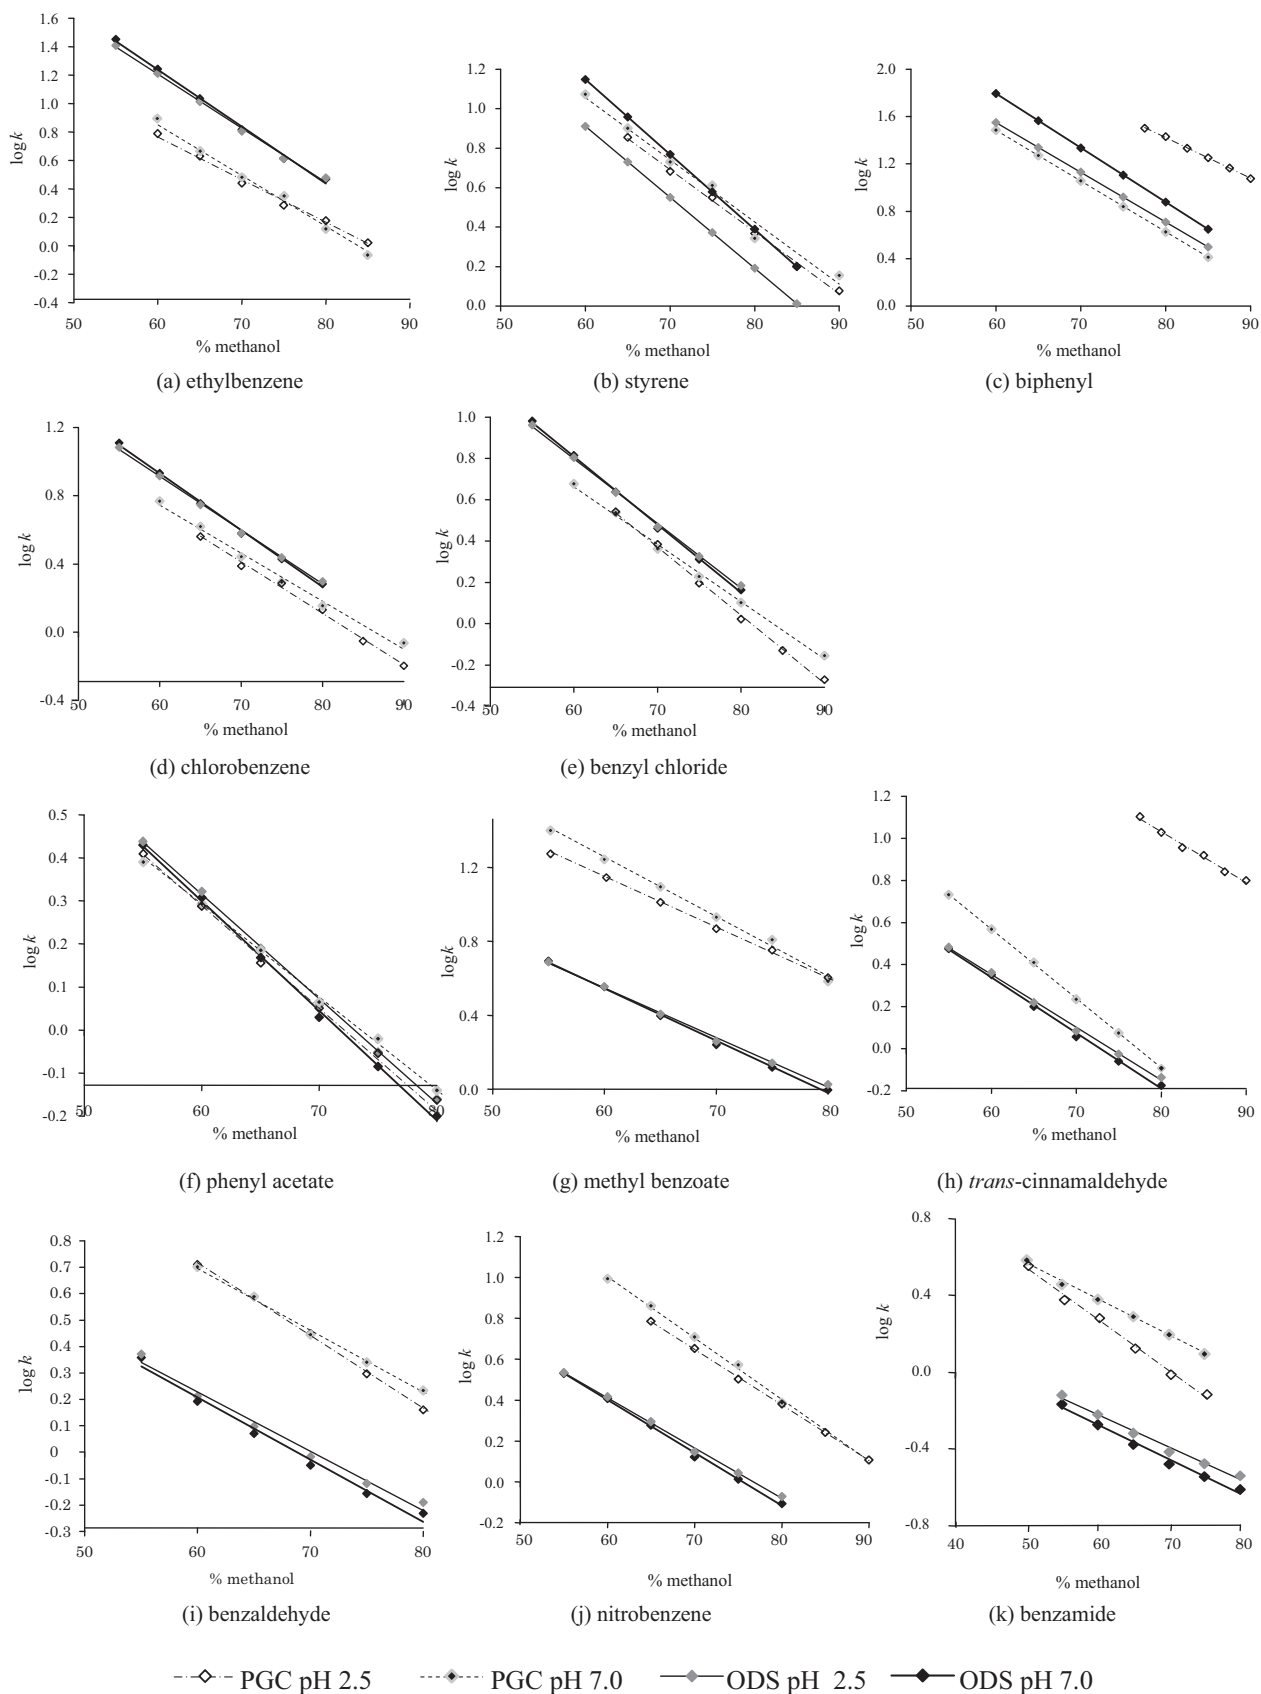 1.6
1.4
1.2
1.0
0.8
0.6
0.4
0.2
0.0
-0.2
-0.4
50 60 70 80 90
log k
% methanol
(a) ethylbenzene
1.2
1.0
0.8
0.6
0.4
0.2
0.0
50 60 70 80 90
log k
% methanol
(b) styrene
2.0
1.6
1.2
0.8
0.4
50 60 70 80 90
log k
% methanol
(c) biphenyl
1.2
0.8
0.4
0.0
-0.4
50 60 70 80 90
log k
% methanol
(d) chlorobenzene
1.0
0.8
0.6
0.4
0.2
0.0
-0.2
-0.4
50 60 70 80 90
log k
% methanol
(e) benzyl chloride
0.5
0.4
0.3
0.2
0.1
0.0
-0.1
-0.2
50 60 70 80
log k
% methanol
(f) phenyl acetate
1.2
0.8
0.4
0.0
50 60 70 80
log k
% methanol
(g) methyl benzoate
1.2
1.0
0.8
0.6
0.4
0.2
0.0
-0.2
50 60 70 80 90
log k
% methanol
(h) trans-cinnamaldehyde
0.8
0.7
0.6
0.5
0.4
0.3
0.2
0.1
0
-0.1
-0.2
-0.3
50 60 70 80
log k
% methanol
(i) benzaldehyde
1.2
1.0
0.8
0.6
0.4
0.2
0.0
-0.2
50 60 70 80 90
log k
% methanol
(j) nitrobenzene
0.8
0.4
0.0
-0.4
-0.8
40 50 60 70 80
log k
% methanol
(k) benzamide
PGC pH 2.5 PGC pH 7.0 ODS pH 2.5 ODS pH 7.0